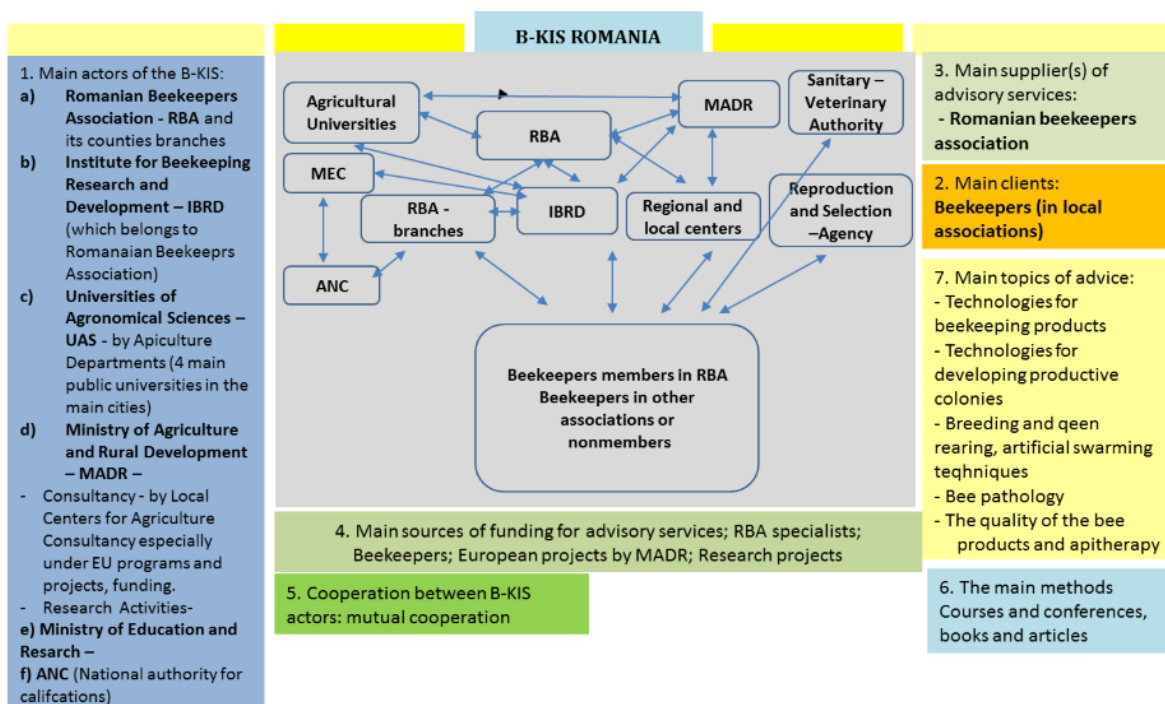 B-KIS ROMANIA
1. Main actors of the B-KIS:
a) Romanian Beekeepers
Association - RBA and
its counties branches
b) Institute for Beekeeping
Research and
Development – IBRD
(which belongs to
Romanaian Beekeeprs
Association)
c) Universities of
Agronomical Sciences –
UAS - by Apiculture
Departments (4 main
public universities in the
main cities)
d) Ministry of Agriculture
and Rural Development
– MADR –
- Consultancy - by Local
Centers for Agriculture
Consultancy especially
under EU programs and
projects, funding.
- Research Activities-
e) Ministry of Education and
Resarch –
f) ANC (National authority for
califcations)
Agricultural
Universities
MADR
Sanitary –
Veterinary
Authority
RBA
MEC
RBA -
branches
IBRD
Regional and
local centers
Reproduction
and Selection
–Agency
ANC
Beekeepers members in RBA
Beekeepers in other
associations or
nonmembers
4. Main sources of funding for advisory services; RBA specialists;
Beekeepers; European projects by MADR; Research projects
5. Cooperation between B-KIS
actors: mutual cooperation
3. Main supplier(s) of
advisory services:
- Romanian beekeepers
association
2. Main clients:
Beekeepers (in local
associations)
7. Main topics of advice:
- Technologies for
beekeeping products
- Technologies for
developing productive
colonies
- Breeding and qeen
rearing, artificial swarming
teqhniques
- Bee pathology
- The quality of the bee
products and apitherapy
6. The main methods
Courses and conferences,
books and articles